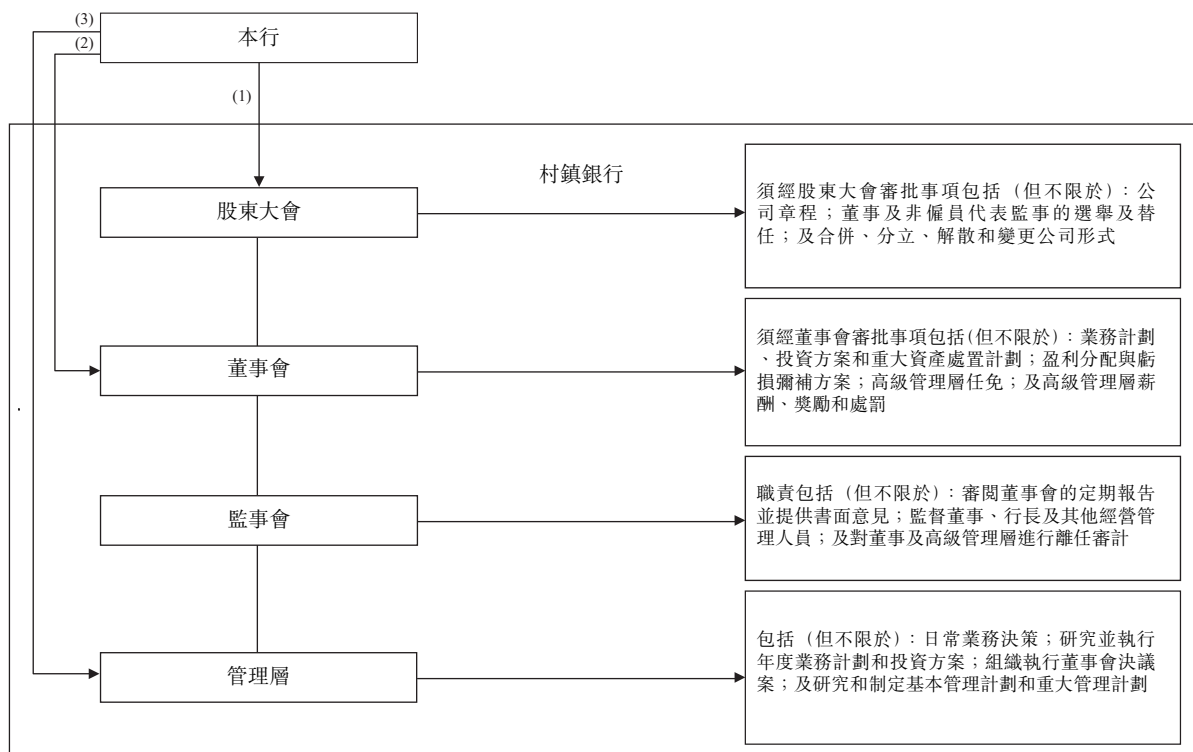 (3)
(2)
本行
(1)
村鎮銀行
股東大會
須經股東大會審批事項包括（但不限於）：公
司章程；董事及非僱員代表監事的選舉及替
任；及合併、分立、解散和變更公司形式
董事會
須經董事會審批事項包括(但不限於)：業務計劃
、投資方案和重大資產處置計劃；盈利分配與虧
損彌補方案；高級管理層任免；及高級管理層薪
酬、獎勵和處罰
監事會
職責包括（但不限於）：審閱董事會的定期報告
並提供書面意見；監督董事、行長及其他經營管
理人員；及對董事及高級管理層進行離任審計
管理層
包括（但不限於）：日常業務決策；研究並執行
年度業務計劃和投資方案；組織執行董事會決議
案；及研究和制定基本管理計劃和重大管理計劃